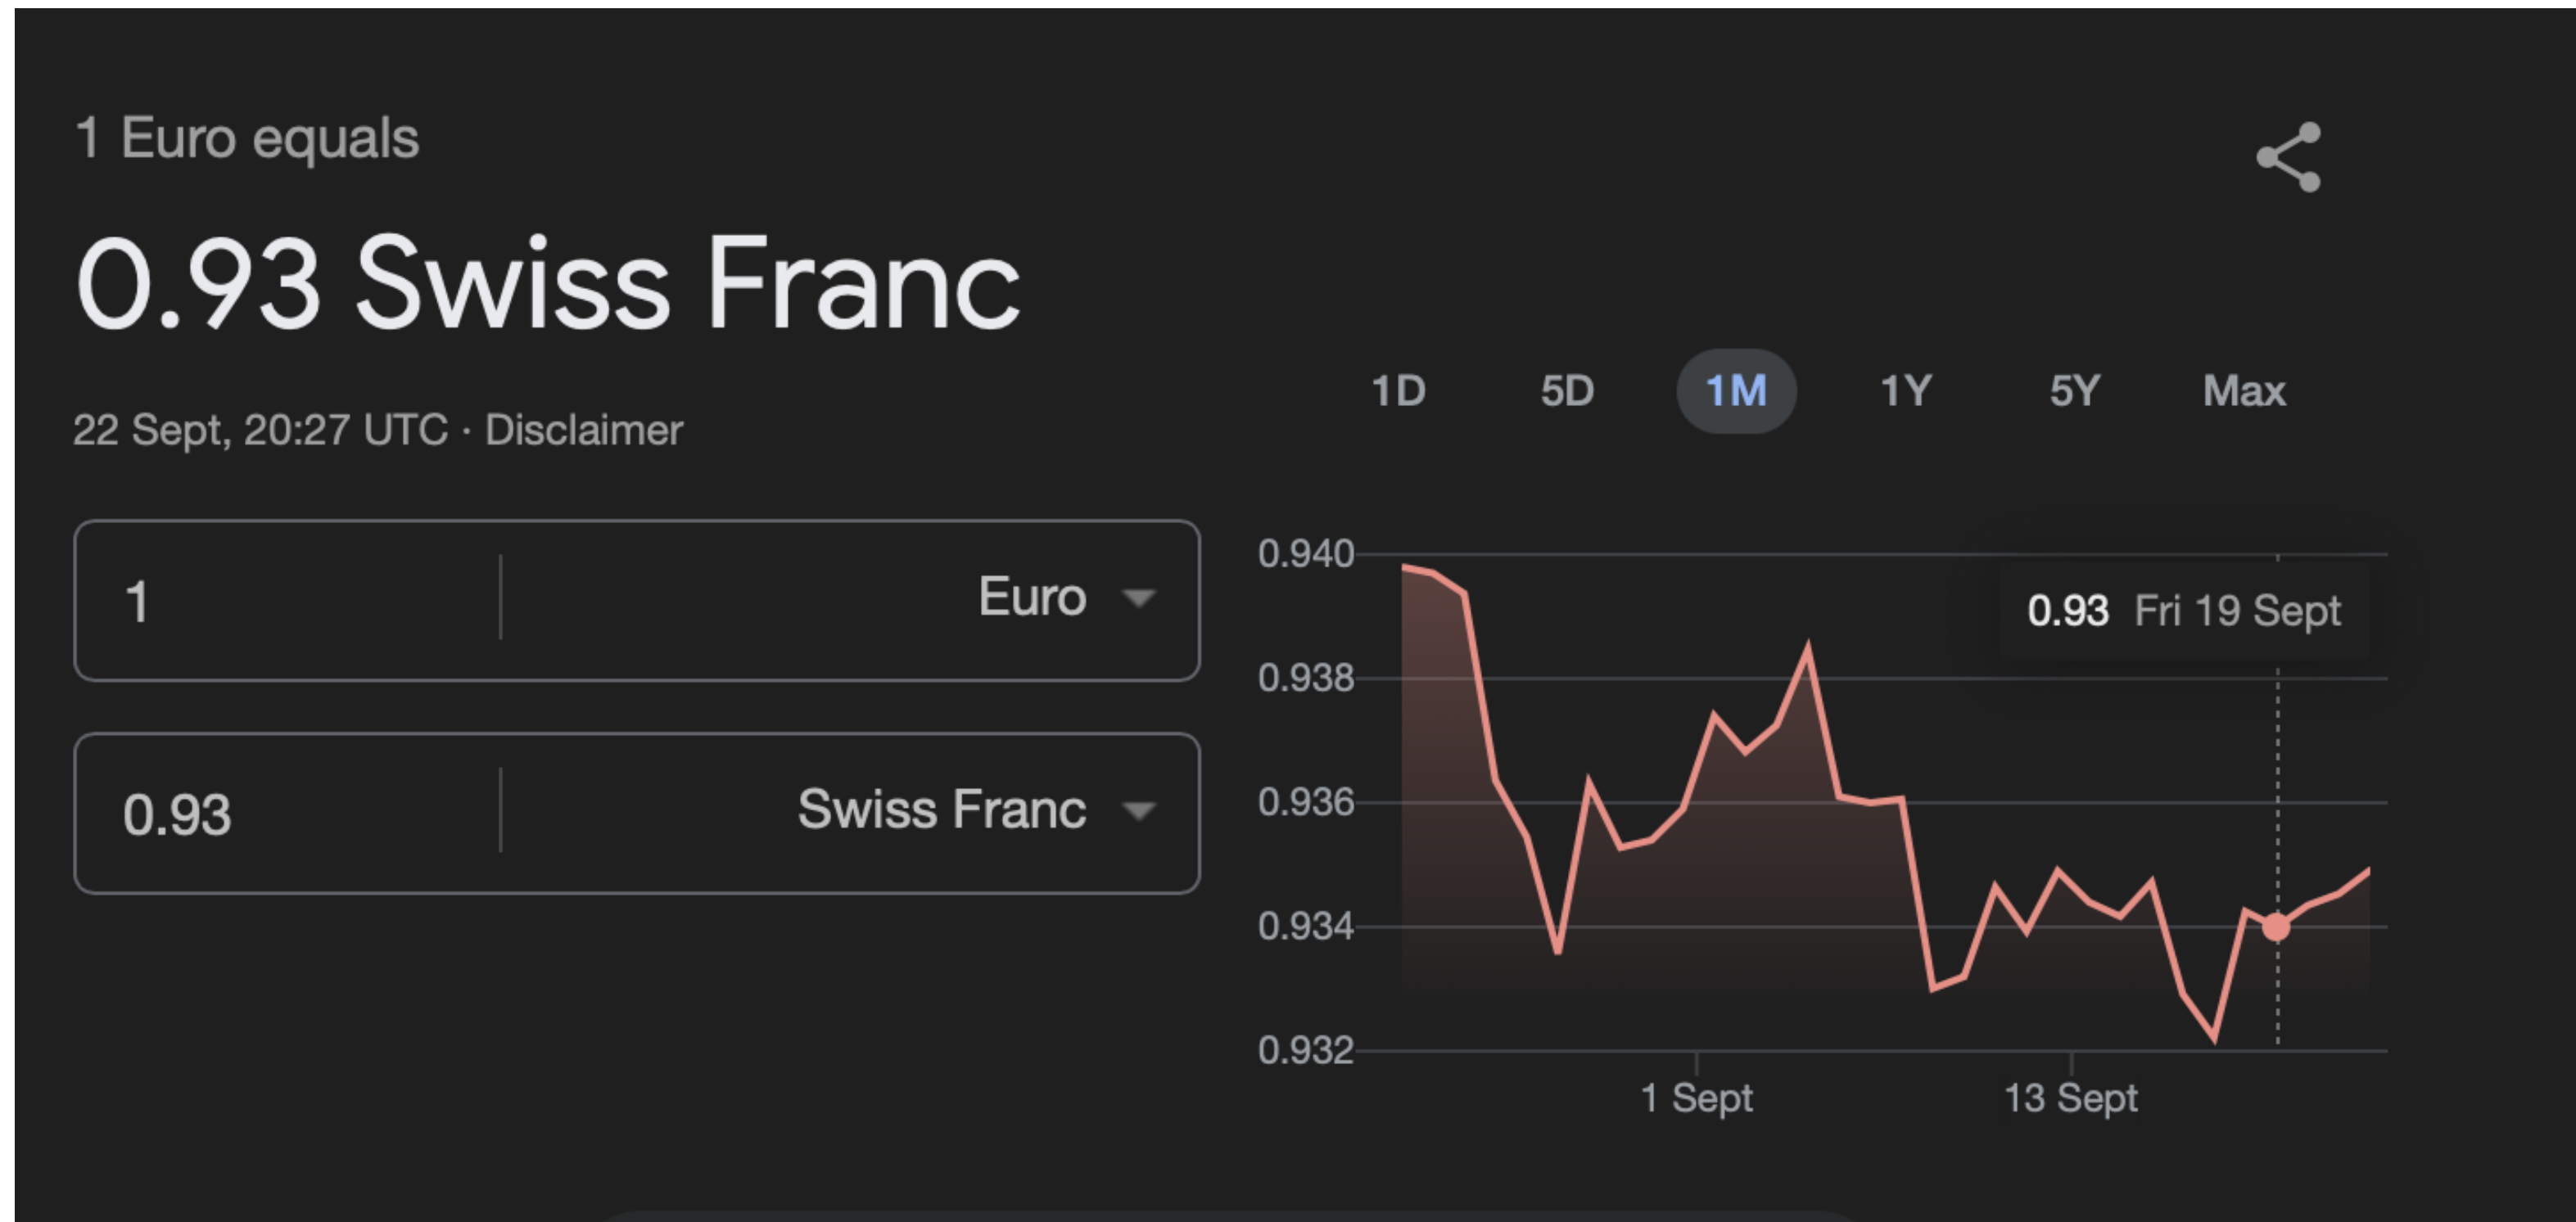 1 Euro equals
0.93 Swiss Franc
22 Sept, 20:27 UTC · Disclaimer
1 Euro
0.93 Swiss Franc
1D 5D 1M 1Y 5Y Max
0.940
0.93 Fri 19 Sept
0.938
0.936
0.934
0.932
1 Sept 13 Sept